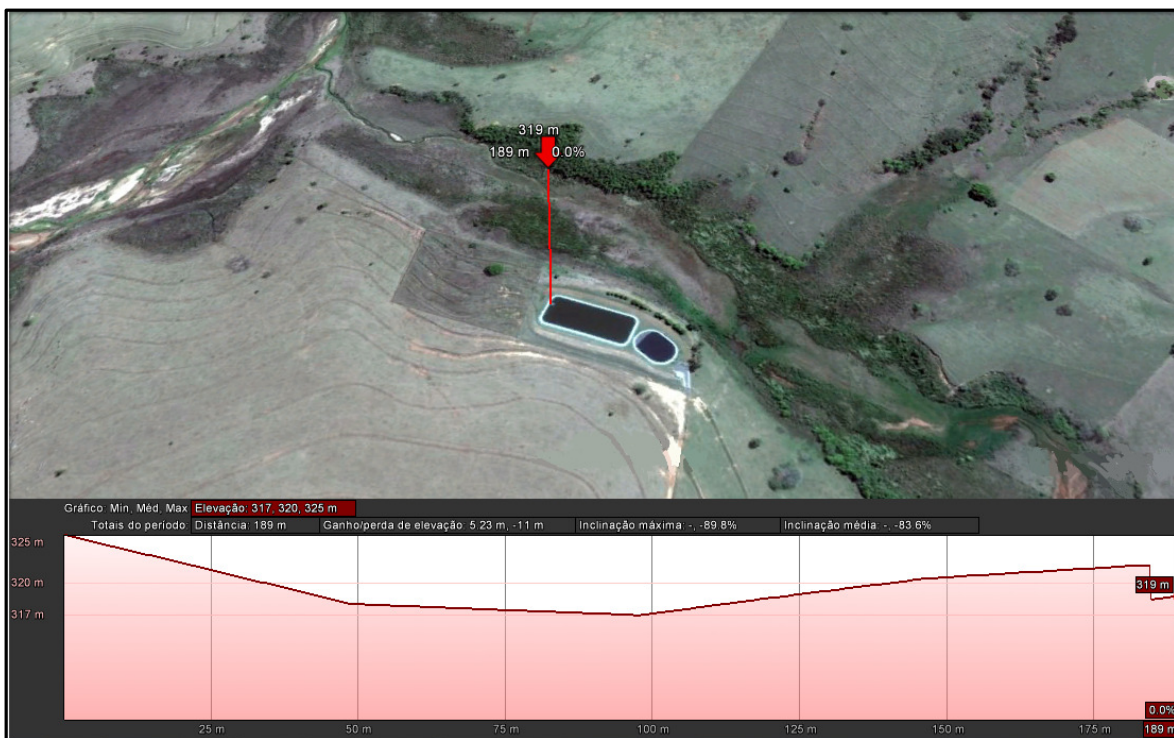 319 m
189 m 0.0%
Gráfico: Min, Méd, Max Elevação: 317, 320, 325 m
Totais do período: Distância: 189 m Ganho/perda de elevação: 5.23 m, -11 m Inclinação máxima: -, -89.8% Inclinação média: -, -83.6%
325 m
320 m
319 m
317 m
0.0%
25 m 50 m 75 m 100 m 125 m 150 m 175 m 189 m